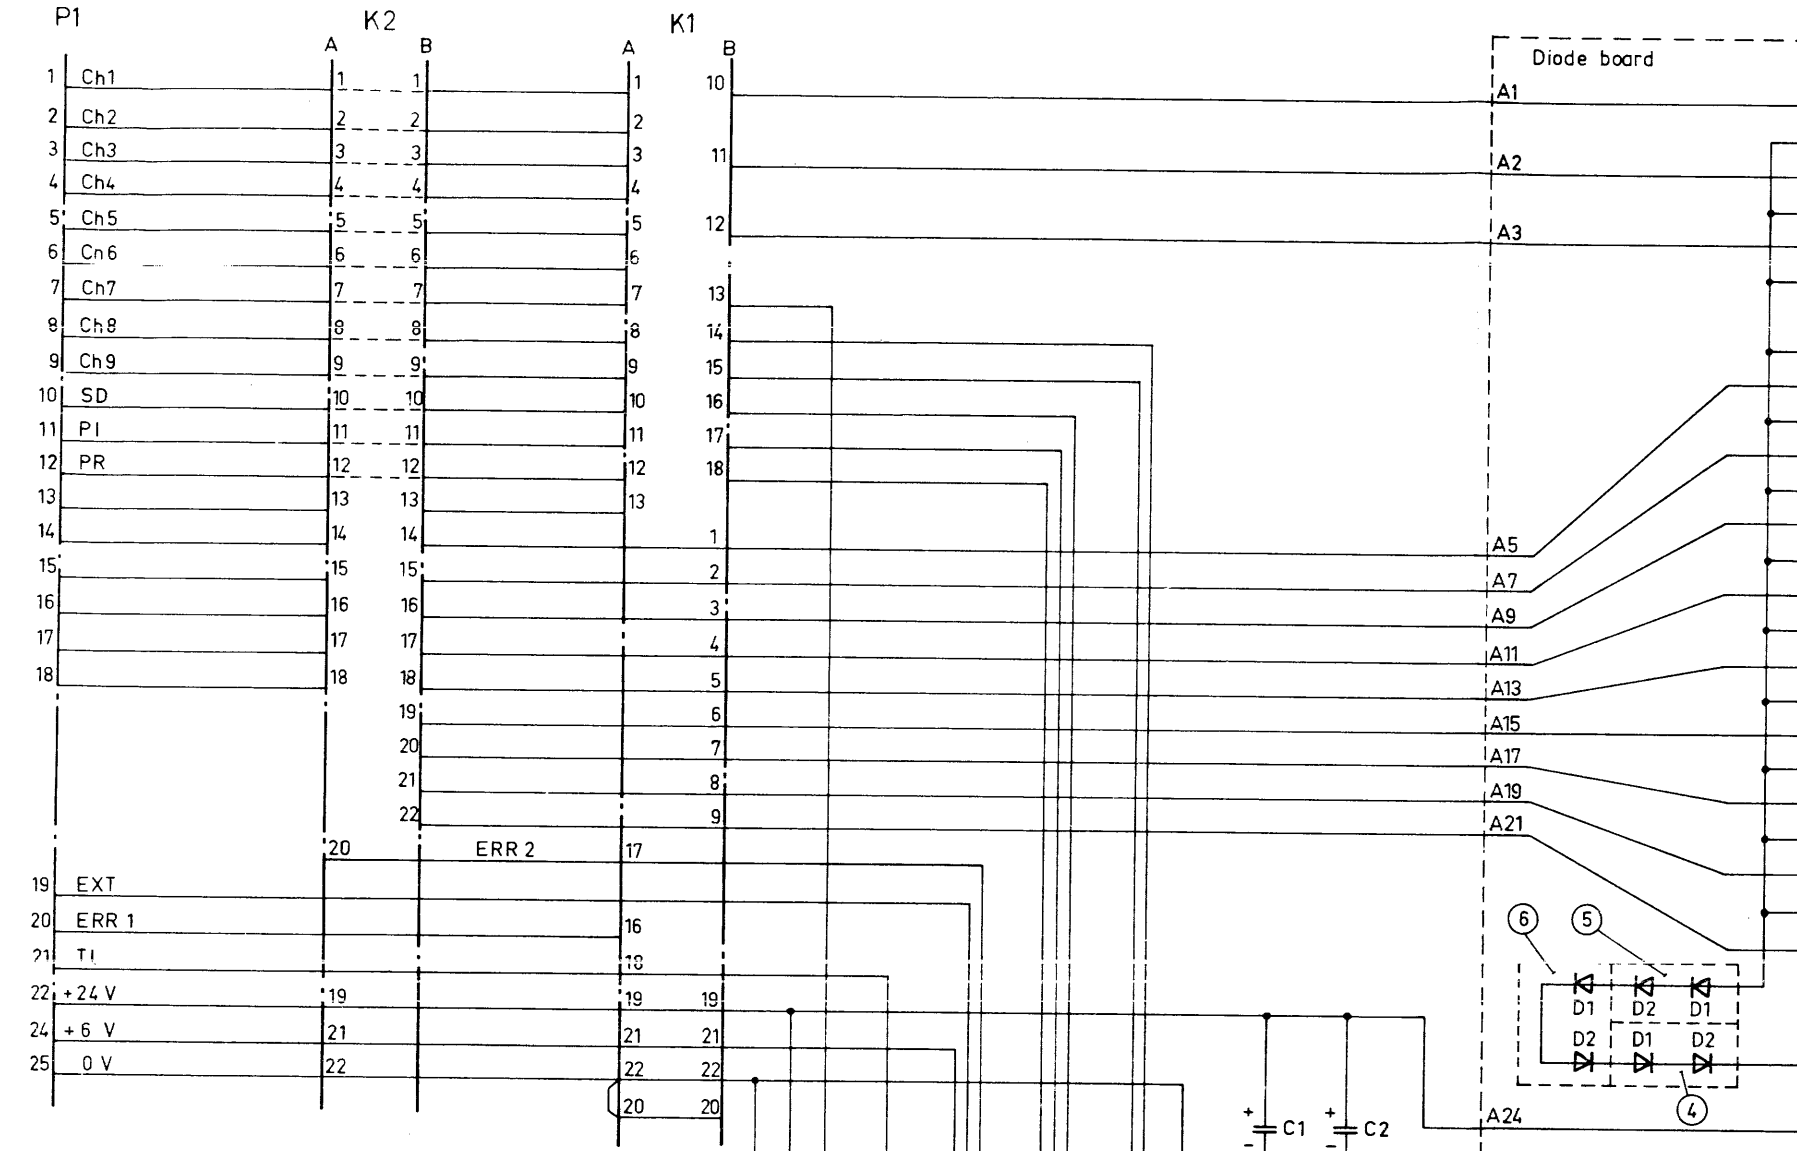 P1 K2 K1
A B A B
Diode board
1 Ch1 1 1 1 10 A1
2 Ch2 2 2 2
3 Ch3 3 3 3 11 A2
4 Ch4 4 4 4
5 Ch5 5 5 5 12 A3
6 Cn6 6 6 6
7 Ch7 7 7 7 13
8 Ch8 8 8 8 14
9 Ch9 9 9 9 15
10 SD 10 10 10 16
11 PI 11 11 11 17
12 PR 12 12 12 18
13 13 13 13
14 14 14 1 A5
15 15 15 2 A7
16 16 16 3 A9
17 17 17 4 A11
18 18 18 5 A13
19 6 A15
20 7 A17
21 8 A19
22 9 A21
20 ERR 2 17
19 EXT
20 ERR 1 16
21 TI 18
22 +24 V 19 19 19
24 +6 V 21 21 21
25 0 V 22 22 22
20 20
6 5
D1 D2 D1
D2 D1 D2
4
A24
+ C1 + C2
- -